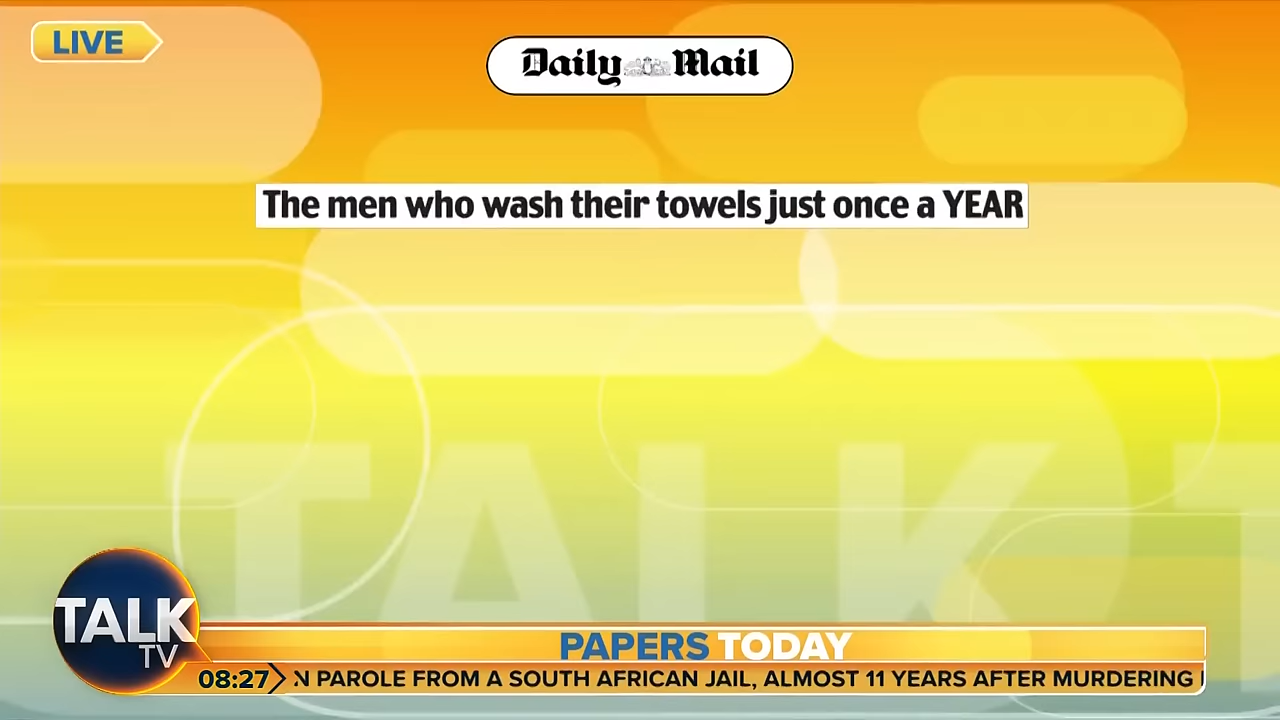 LIVE
Daily Mail
The men who wash their towels just once a YEAR
TALK T
TALK
TV
PAPERS TODAY
08:27
N PAROLE FROM A SOUTH AFRICAN JAIL, ALMOST 11 YEARS AFTER MURDERING